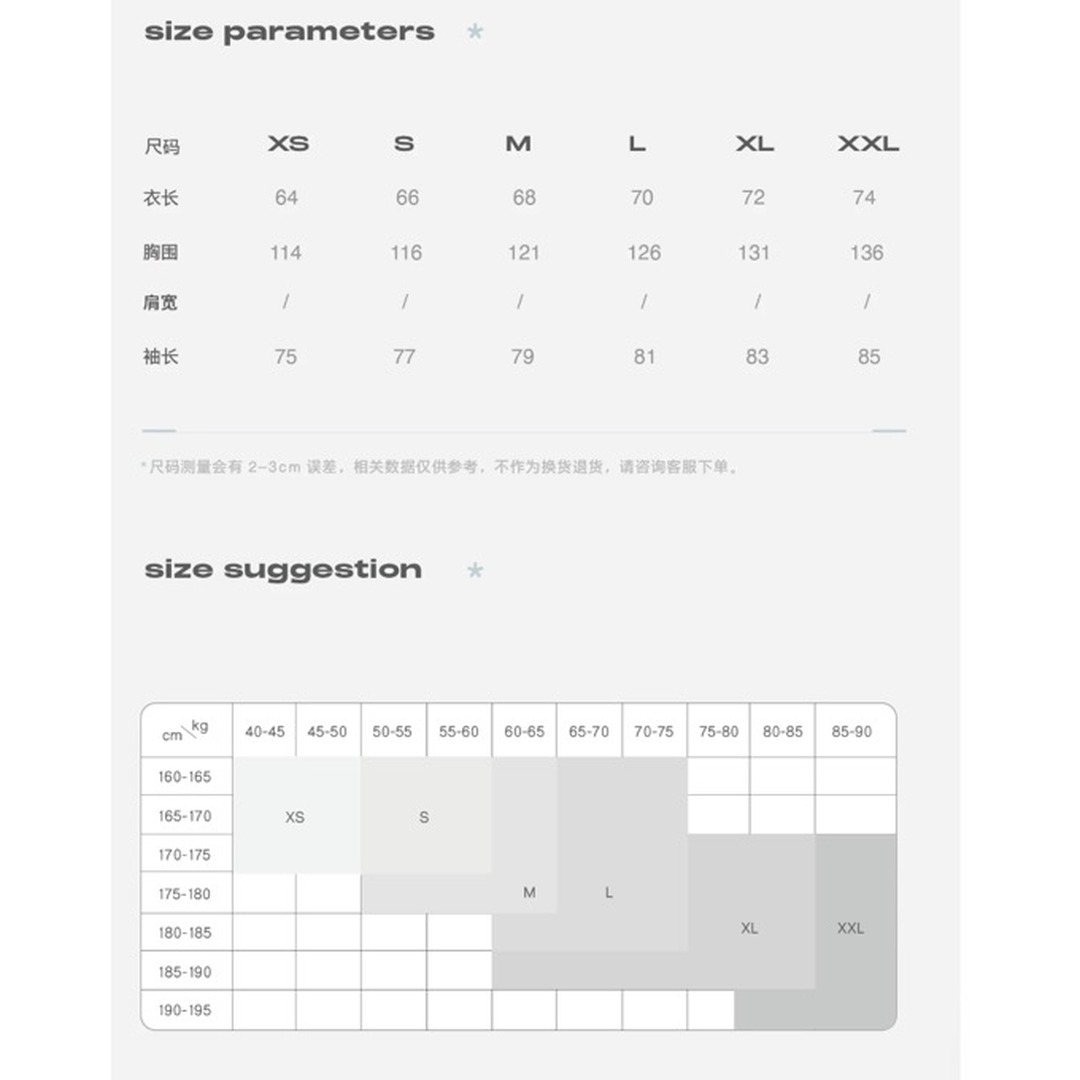 size parameters *
尺码 XS S M L XL XXL
衣长 64 66 68 70 72 74
胸围 114 116 121 126 131 136
肩宽 / / / / / /
袖长 75 77 79 81 83 85
*尺码测量会有 2-3cm 误差，相关数据仅供参考，不作为换货退货，请咨询客服下单。
size suggestion *
cm\kg 40-45 45-50 50-55 55-60 60-65 65-70 70-75 75-80 80-85 85-90
160-165
165-170 XS S
170-175
175-180 M L
180-185 XL XXL
185-190
190-195